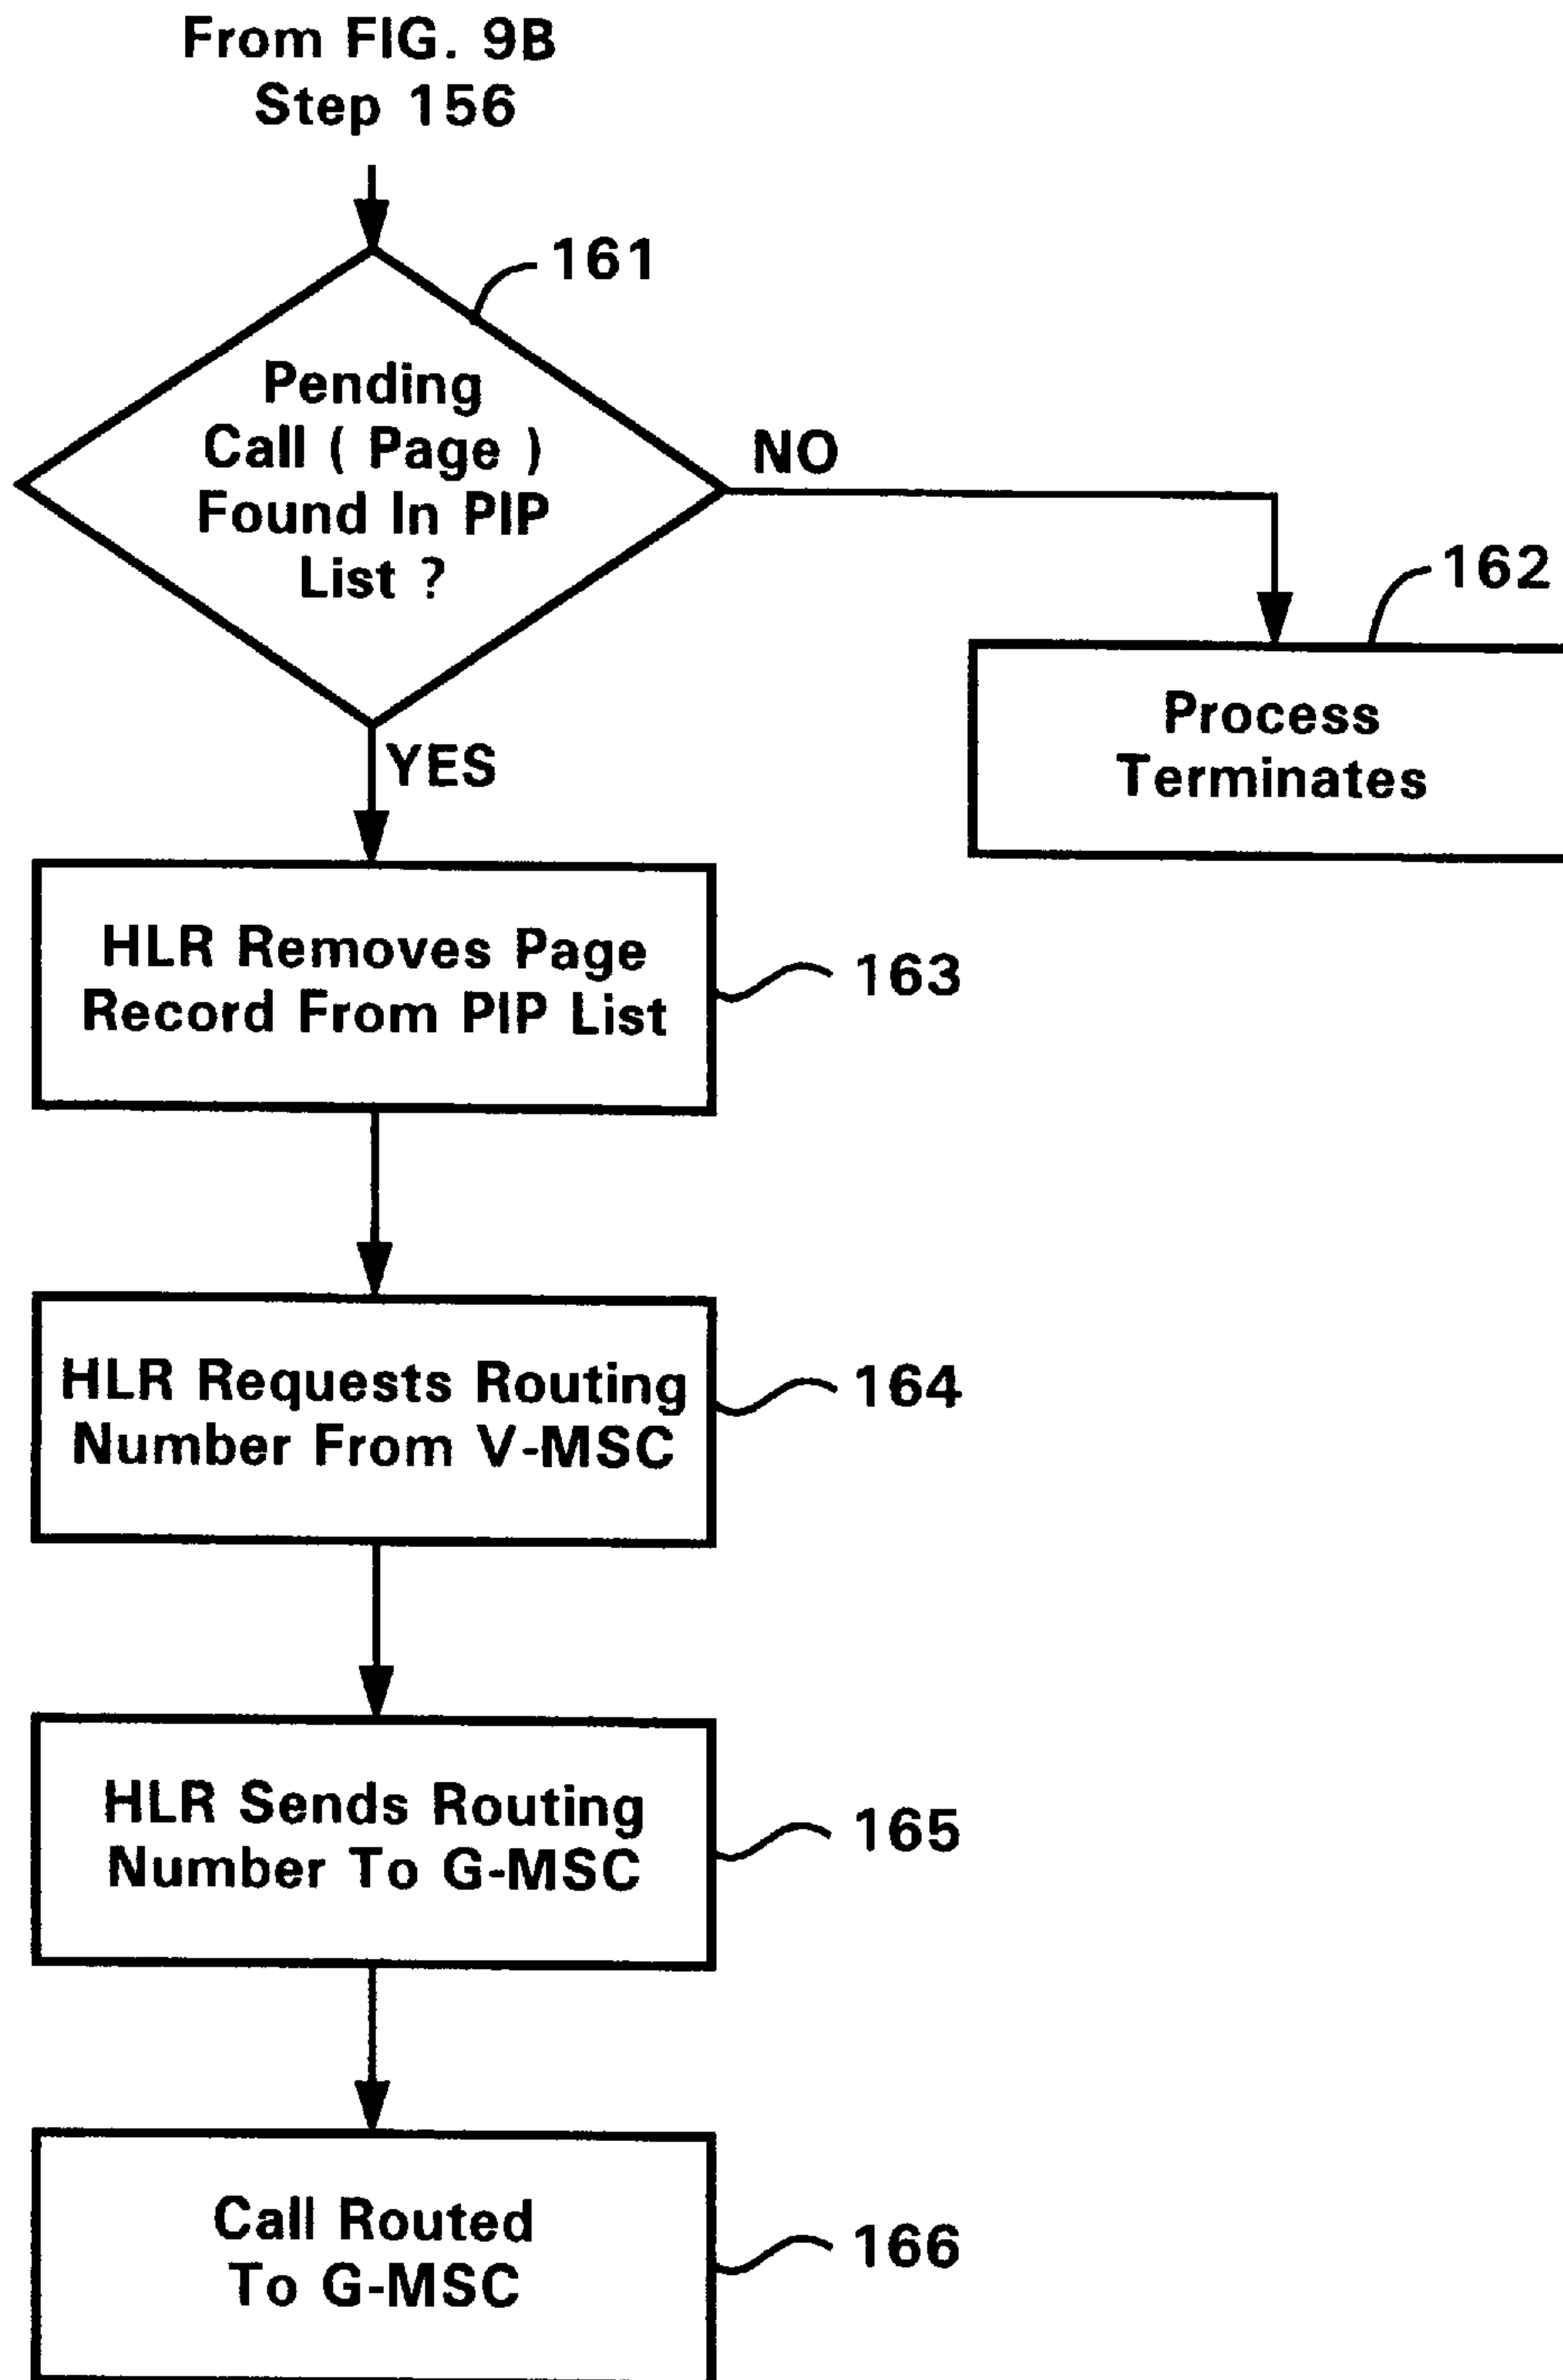 From FIG. 9B
Step 156
161
Pending
Call ( Page )
Found In PIP
List ?
NO
162
Process
Terminates
YES
HLR Removes Page
Record From PIP List
163
HLR Requests Routing
Number From V-MSC
164
HLR Sends Routing
Number To G-MSC
165
Call Routed
To G-MSC
166